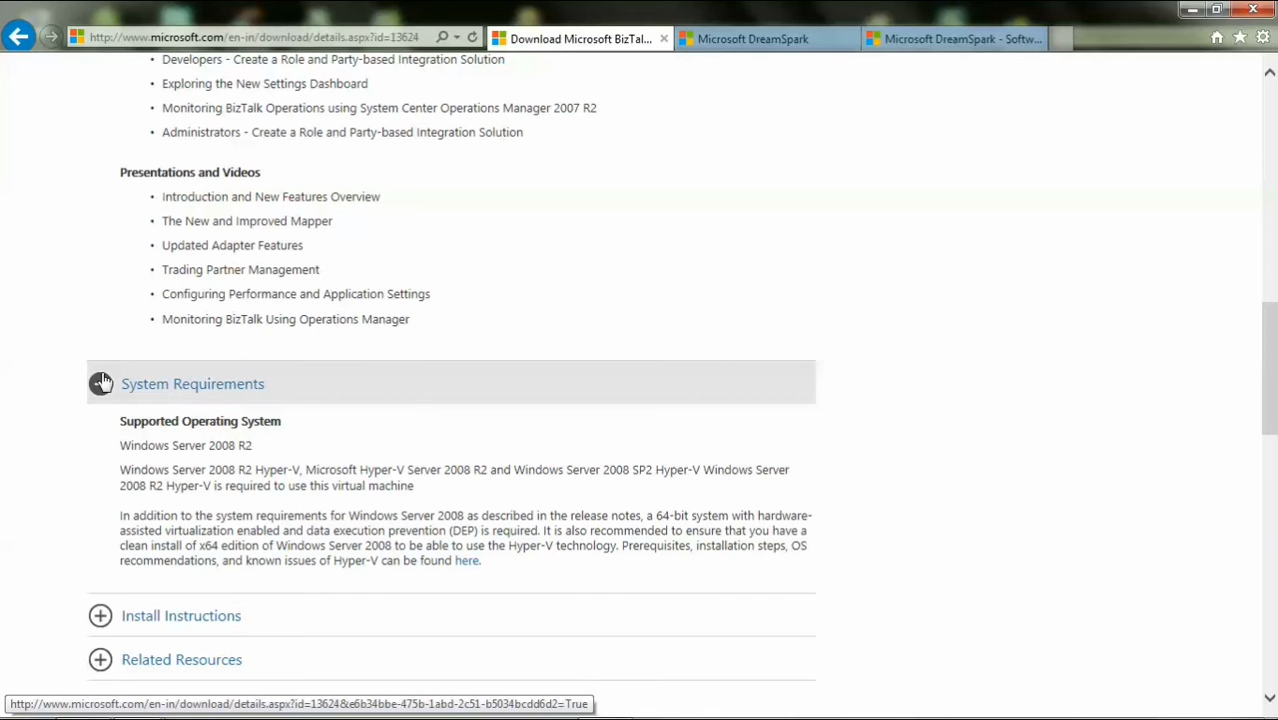 http://www.microsoft.com/en-in/download/details.aspx?id=13624
Download Microsoft BizTal...
Microsoft DreamSpark
Microsoft DreamSpark - Softw...
Developers - Create a Role and Party-based Integration Solution
• Exploring the New Settings Dashboard
• Monitoring BizTalk Operations using System Center Operations Manager 2007 R2
• Administrators - Create a Role and Party-based Integration Solution
Presentations and Videos
• Introduction and New Features Overview
• The New and Improved Mapper
• Updated Adapter Features
• Trading Partner Management
• Configuring Performance and Application Settings
• Monitoring BizTalk Using Operations Manager
System Requirements
Supported Operating System
Windows Server 2008 R2
Windows Server 2008 R2 Hyper-V, Microsoft Hyper-V Server 2008 R2 and Windows Server 2008 SP2 Hyper-V Windows Server
2008 R2 Hyper-V is required to use this virtual machine
In addition to the system requirements for Windows Server 2008 as described in the release notes, a 64-bit system with hardware-
assisted virtualization enabled and data execution prevention (DEP) is required. It is also recommended to ensure that you have a
clean install of x64 edition of Windows Server 2008 to be able to use the Hyper-V technology. Prerequisites, installation steps, OS
recommendations, and known issues of Hyper-V can be found here.
Install Instructions
Related Resources
http://www.microsoft.com/en-in/download/details.aspx?id=13624&e6b34bbe-475b-1abd-2c51-b5034bcdd6d2=True